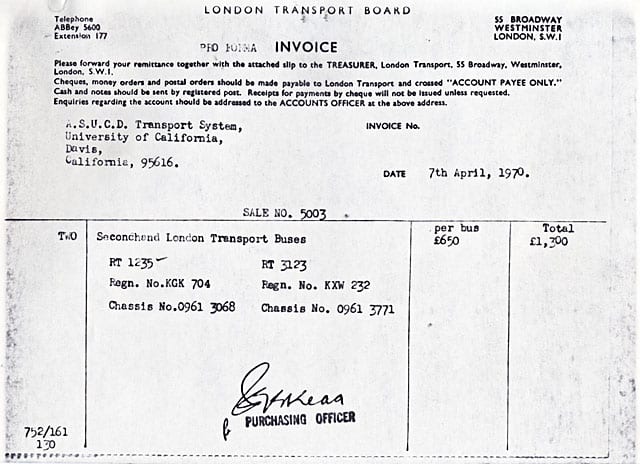 LONDON TRANSPORT BOARD
Telephone
ABBey 5600
Extension 177
55 BROADWAY
WESTMINSTER
LONDON, S.W.I
PRO FORMA INVOICE
Please forward your remittance together with the attached slip to the TREASURER, London Transport, 55 Broadway, Westminster,
London, S.W.I.
Cheques, money orders and postal orders should be made payable to London Transport and crossed "ACCOUNT PAYEE ONLY."
Cash and notes should be sent by registered post. Receipts for payments by cheque will not be issued unless requested.
Enquiries regarding the account should be addressed to the ACCOUNTS OFFICER at the above address.
A.S.U.C.D. Transport System,
University of California,
Davis,
California, 95616.
INVOICE No.
DATE 7th April, 1970.
SALE NO. 5003
per bus Total
TWO Secondhand London Transport Buses £650 £1,300
RT 1235 RT 3123
Regn. No.KGK 704 Regn. No. KXW 232
Chassis No.0961 3068 Chassis No. 0961 3771
PURCHASING OFFICER
752/161
130